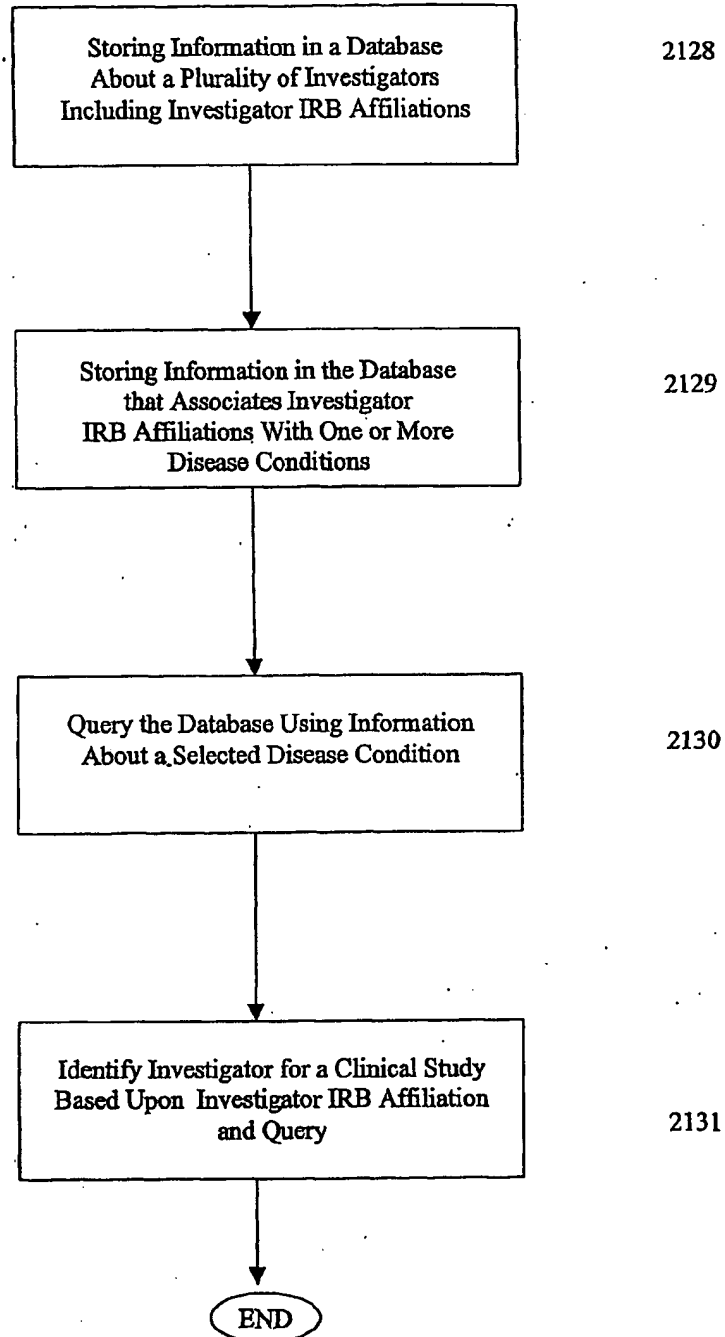 Storing Information in a Database
About a Plurality of Investigators
Including Investigator IRB Affiliations
2128
Storing Information in the Database
that Associates Investigator
IRB Affiliations With One or More
Disease Conditions
2129
Query the Database Using Information
About a Selected Disease Condition
2130
Identify Investigator for a Clinical Study
Based Upon Investigator IRB Affiliation
and Query
2131
END